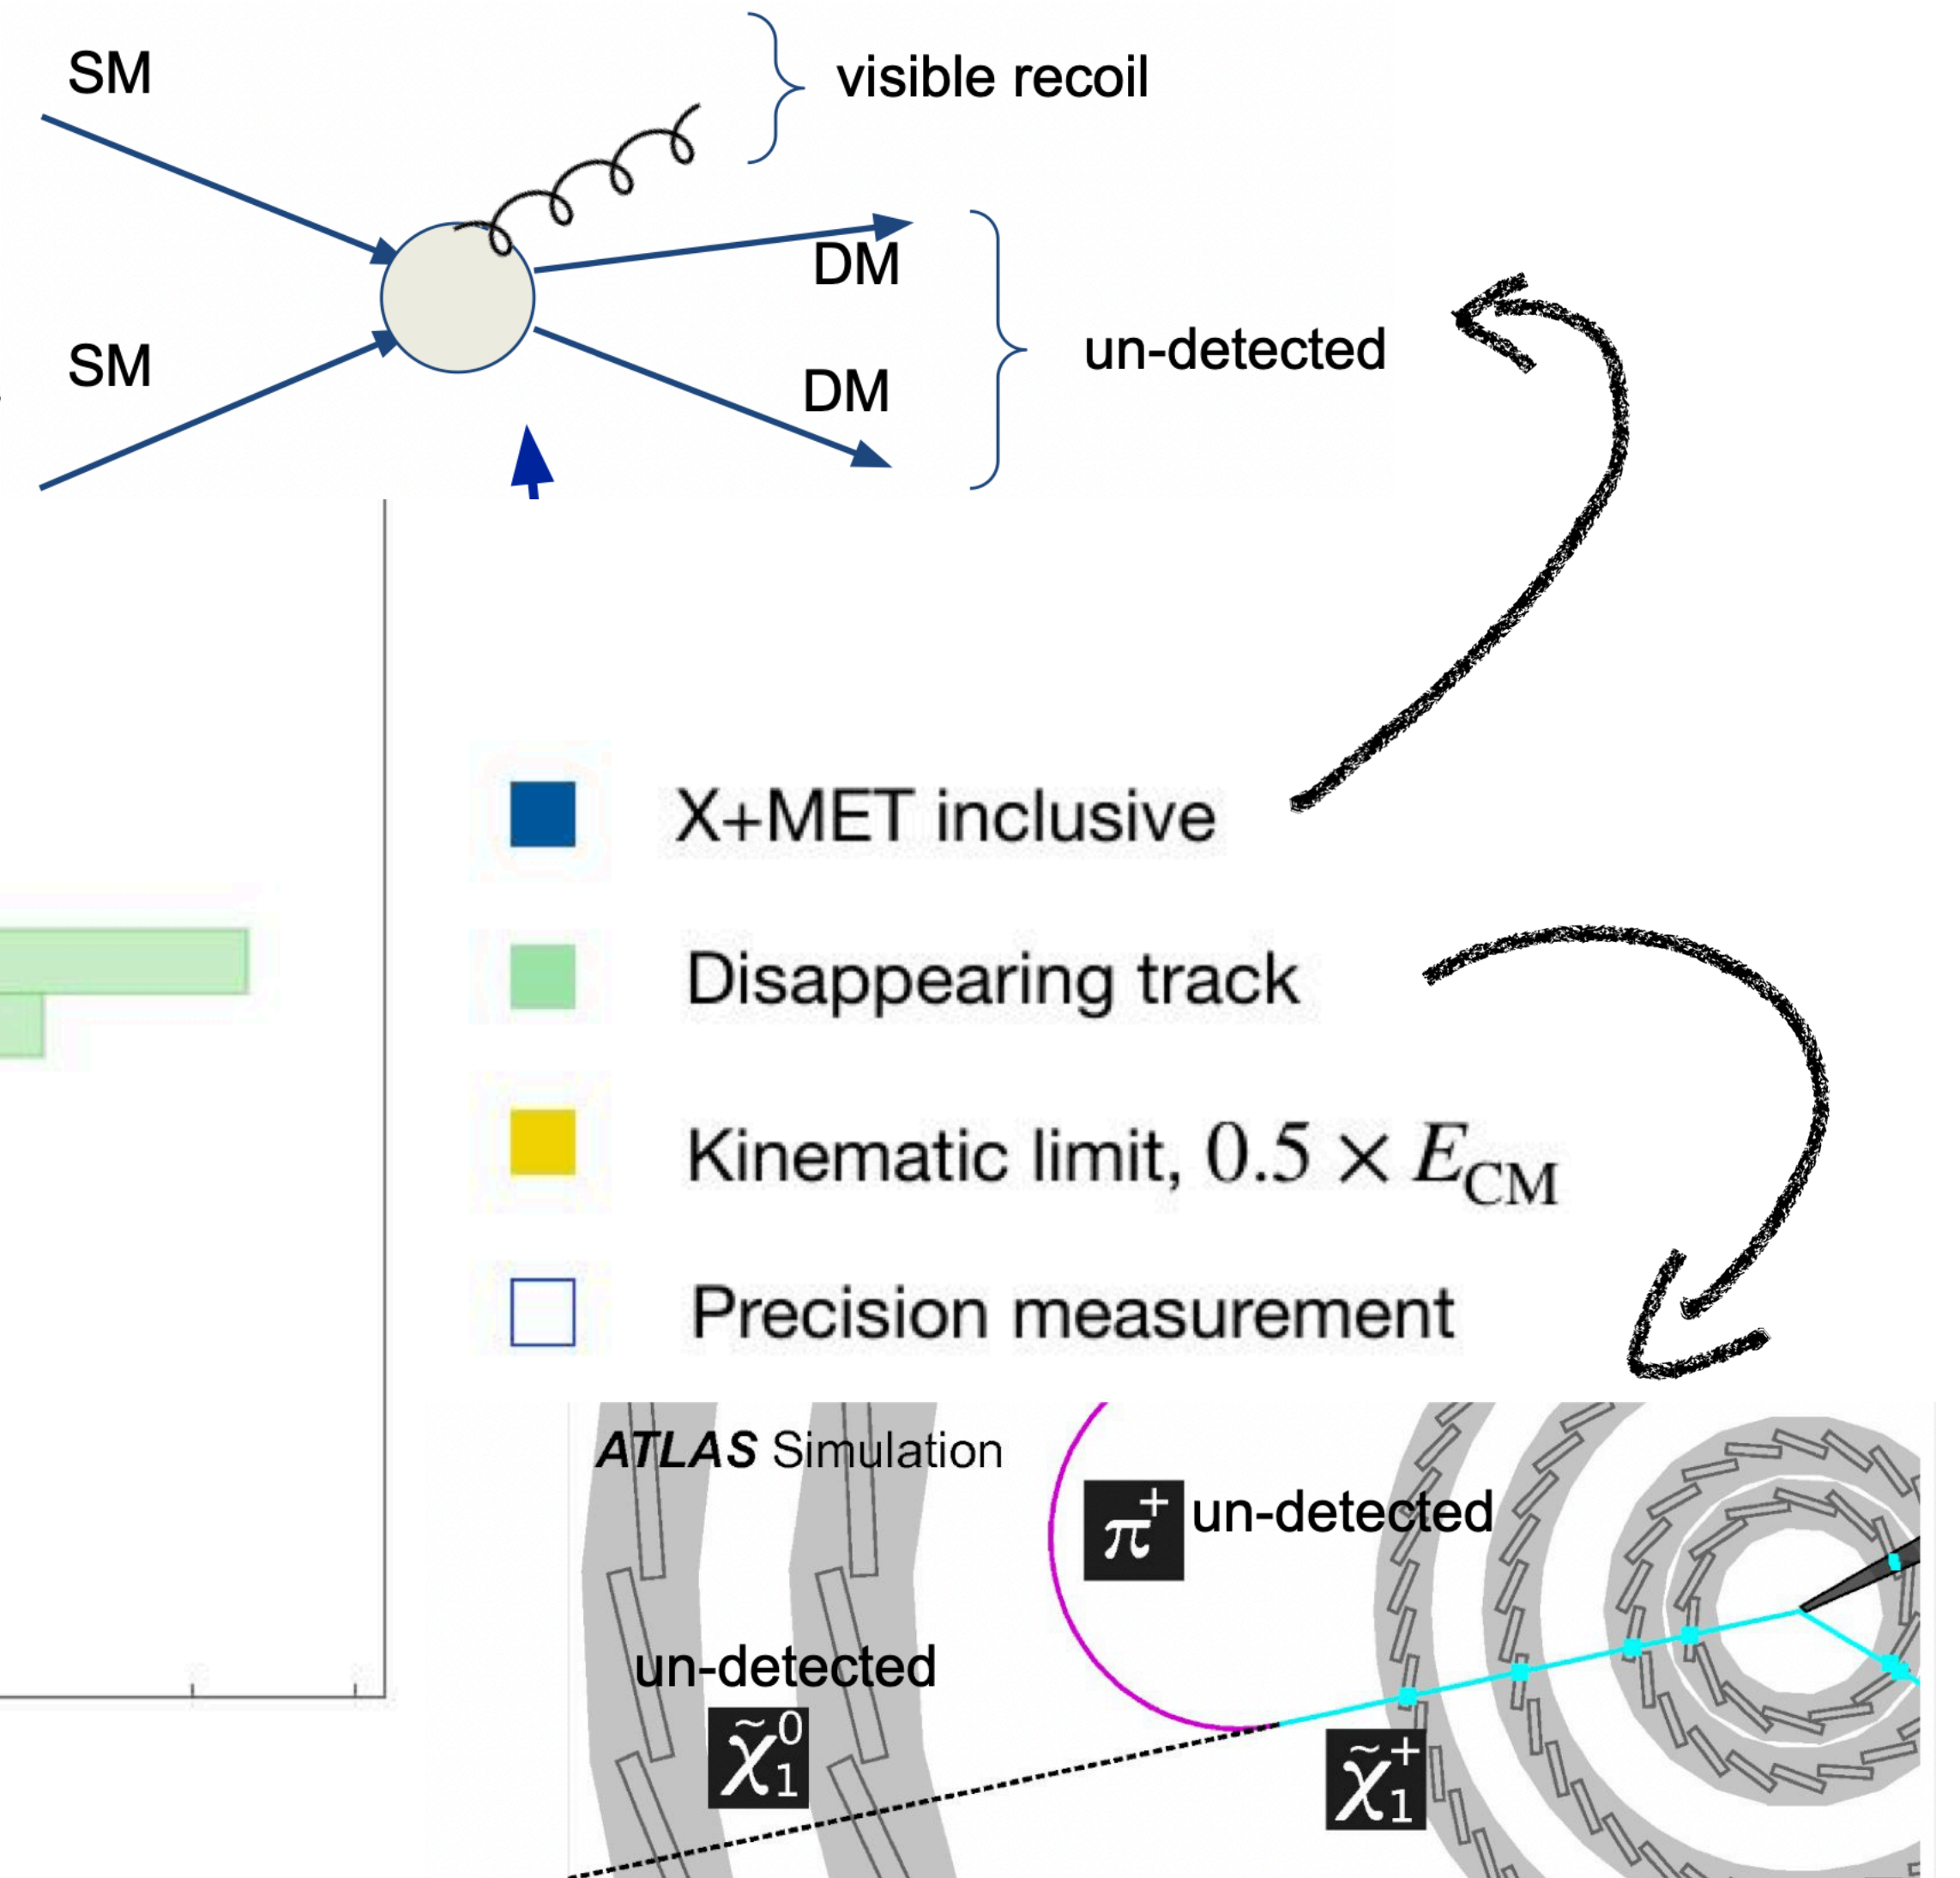 SM
visible recoil
DM
SM
un-detected
DM
X+MET inclusive
Disappearing track
Kinematic limit, 0.5 × E_CM
Precision measurement
ATLAS Simulation
π⁺ un-detected
un-detected
χ̃⁰₁
χ̃⁺₁